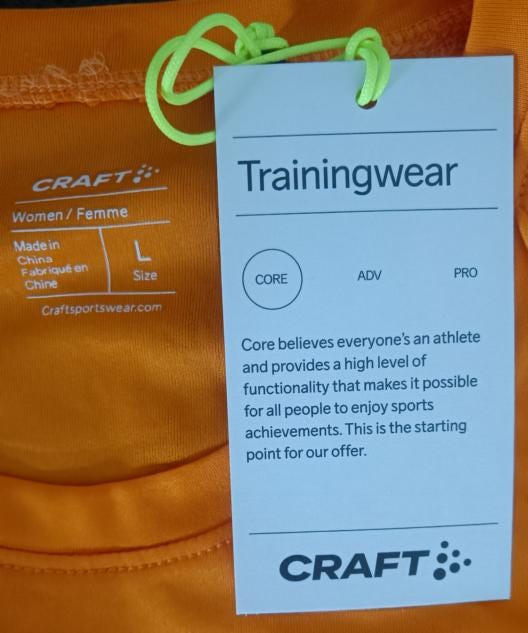 CRAFT
Women / Femme
Made in
China
Fabriqué en
Chine
L
Size
Craftsportswear.com
Trainingwear
CORE ADV PRO
Core believes everyone's an athlete
and provides a high level of
functionality that makes it possible
for all people to enjoy sports
achievements. This is the starting
point for our offer.
CRAFT